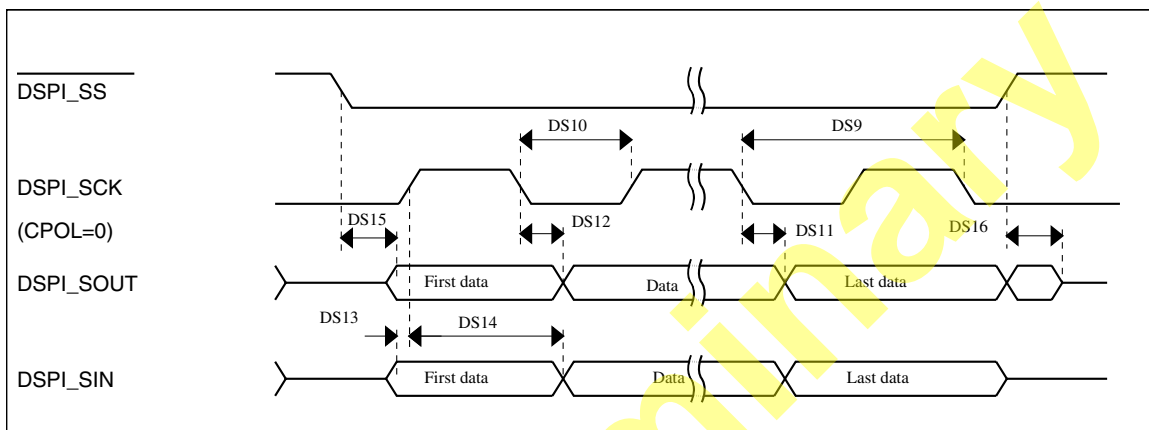 DSPI_SS
DS10
DS9
DSPI_SCK
(CPOL=0)
DS15
DS12
DS11
DS16
DSPI_SOUT
First data
Data
Last data
DS13
DS14
DSPI_SIN
First data
Data
Last data
minary